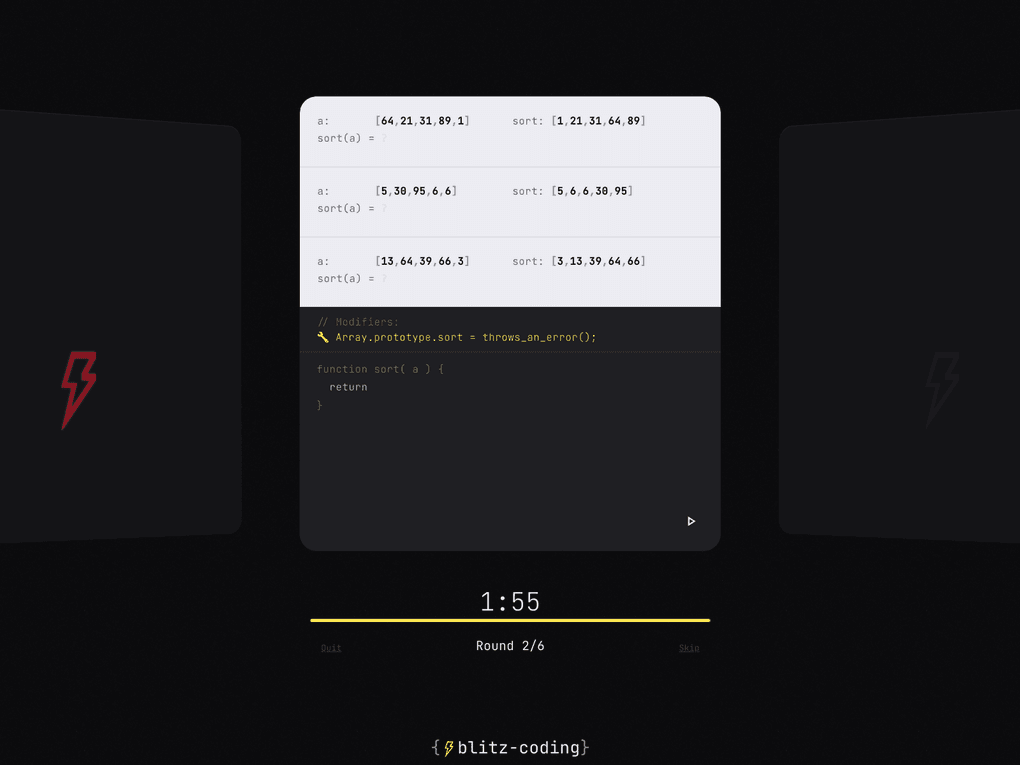 a: [64,21,31,89,1] sort: [1,21,31,64,89]
sort(a) = ?
a: [5,30,95,6,6] sort: [5,6,6,30,95]
sort(a) = ?
a: [13,64,39,66,3] sort: [3,13,39,64,66]
sort(a) = ?
// Modifiers:
🔧 Array.prototype.sort = throws_an_error();
function sort( a ) {
return
}
1:55
Quit Round 2/6 Skip
{⚡blitz-coding}